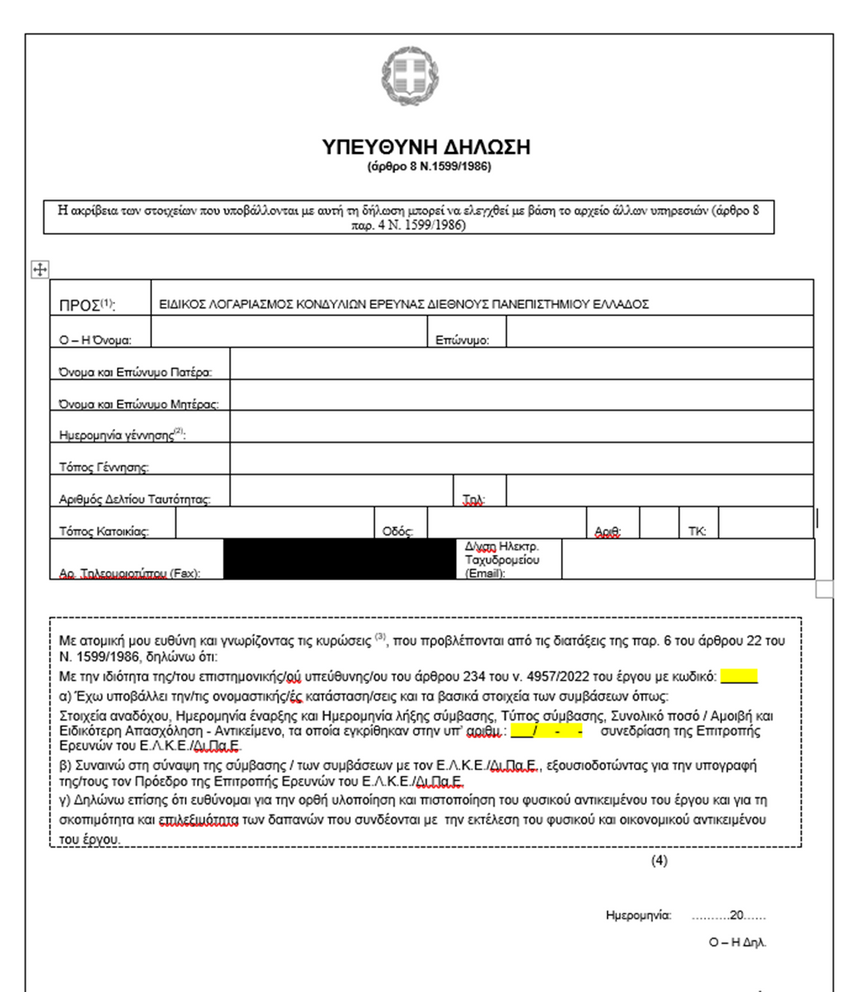 ΥΠΕΥΘΥΝΗ ΔΗΛΩΣΗ
(άρθρο 8 Ν.1599/1986)
Η ακρίβεια των στοιχείων που υποβάλλονται με αυτή τη δήλωση μπορεί να ελεγχθεί με βάση το αρχείο άλλων υπηρεσιών (άρθρο 8
παρ. 4 Ν. 1599/1986)
ΠΡΟΣ(1): ΕΙΔΙΚΟΣ ΛΟΓΑΡΙΑΣΜΟΣ ΚΟΝΔΥΛΙΩΝ ΕΡΕΥΝΑΣ ΔΙΕΘΝΟΥΣ ΠΑΝΕΠΙΣΤΗΜΙΟΥ ΕΛΛΑΔΟΣ
Ο – Η Όνομα: Επώνυμο:
Όνομα και Επώνυμο Πατέρα:
Όνομα και Επώνυμο Μητέρας:
Ημερομηνία γέννησης(2):
Τόπος Γέννησης:
Αριθμός Δελτίου Ταυτότητας: Τηλ:
Τόπος Κατοικίας: Οδός: Αριθ: ΤΚ:
Αρ. Τηλεομοιοτύπου (Fax): Δ/νση Ηλεκτρ.
Ταχυδρομείου
(Email):
Με ατομική μου ευθύνη και γνωρίζοντας τις κυρώσεις (3), που προβλέπονται από τις διατάξεις της παρ. 6 του άρθρου 22 του
Ν. 1599/1986, δηλώνω ότι:
Με την ιδιότητα της/του επιστημονικής/ού υπεύθυνης/ου του άρθρου 234 του ν. 4957/2022 του έργου με κωδικό: _____
α) Έχω υποβάλλει την/τις ονομαστικής/ές κατάσταση/σεις και τα βασικά στοιχεία των συμβάσεων όπως:
Στοιχεία αναδόχου, Ημερομηνία έναρξης και Ημερομηνία λήξης σύμβασης, Τύπος σύμβασης, Συνολικό ποσό / Αμοιβή και
Ειδικότερη Απασχόληση - Αντικείμενο, τα οποία εγκρίθηκαν στην υπ’ αριθμ.: ___/ - - συνεδρίαση της Επιτροπής
Ερευνών του Ε.Λ.Κ.Ε./Δι.Πα.Ε.
β) Συναινώ στη σύναψη της σύμβασης / των συμβάσεων με τον Ε.Λ.Κ.Ε./Δι.Πα.Ε., εξουσιοδοτώντας για την υπογραφή
της/τους τον Πρόεδρο της Επιτροπής Ερευνών του Ε.Λ.Κ.Ε./Δι.Πα.Ε.
γ) Δηλώνω επίσης ότι ευθύνομαι για την ορθή υλοποίηση και πιστοποίηση του φυσικού αντικειμένου του έργου και για τη
σκοπιμότητα και επιλεξιμότητα των δαπανών που συνδέονται με την εκτέλεση του φυσικού και οικονομικού αντικειμένου
του έργου.
(4)
Ημερομηνία: ……….20……
Ο – Η Δηλ.